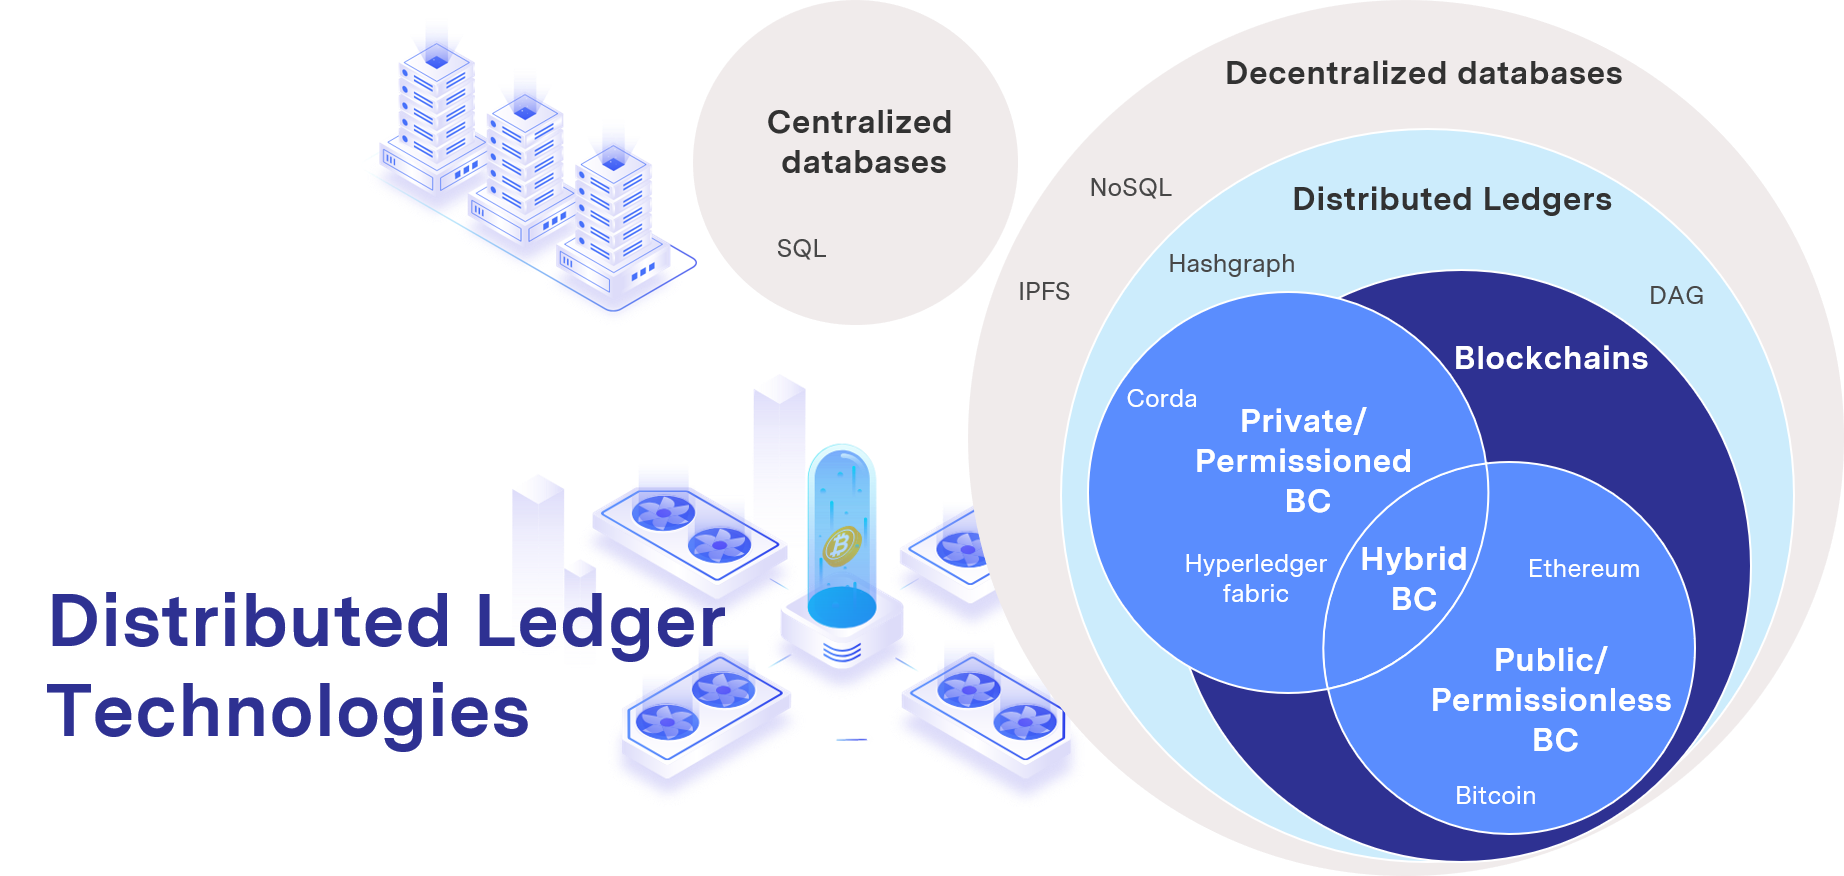 Centralized
databases
SQL
Decentralized databases
NoSQL
IPFS
Distributed Ledgers
Hashgraph
DAG
Blockchains
Corda
Private/
Permissioned
BC
Hyperledger
fabric
Hybrid
BC
Ethereum
Public/
Permissionless
BC
Bitcoin
Distributed Ledger
Technologies